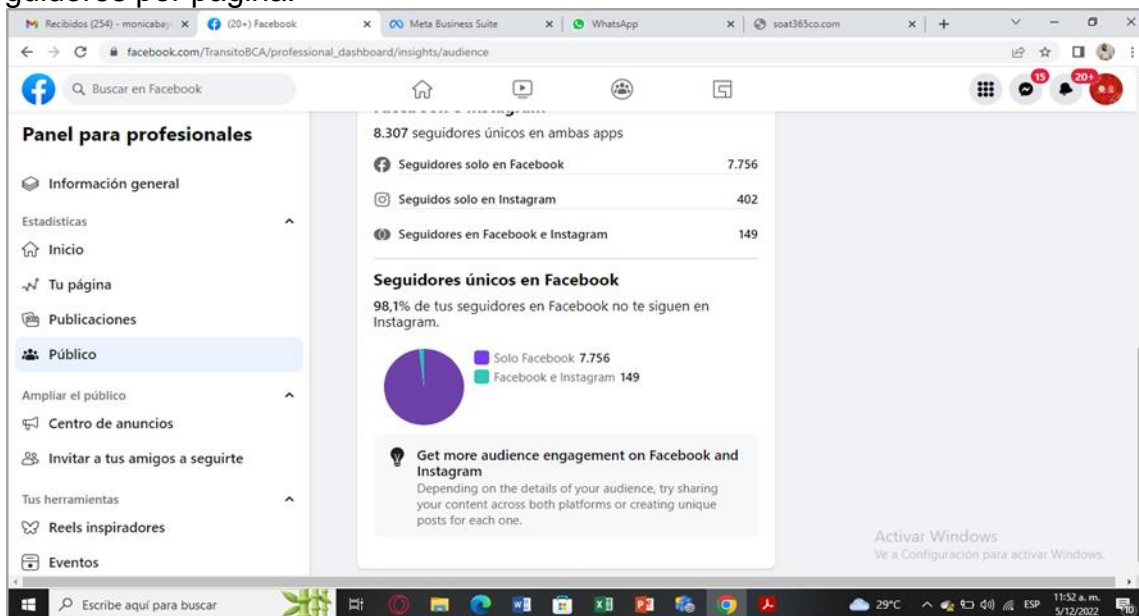 guidores por página.
Recibidos (254) - monicabay
(20+) Facebook
Meta Business Suite
WhatsApp
soat365co.com
facebook.com/TransitoBCA/professional_dashboard/insights/audience
Buscar en Facebook
15
20+
Panel para profesionales
Información general
Estadísticas
Inicio
Tu página
Publicaciones
Público
Ampliar el público
Centro de anuncios
Invitar a tus amigos a seguirte
Tus herramientas
Reels inspiradores
Eventos
Facebook e Instagram
8.307 seguidores únicos en ambas apps
Seguidores solo en Facebook 7.756
Seguidos solo en Instagram 402
Seguidores en Facebook e Instagram 149
Seguidores únicos en Facebook
98,1% de tus seguidores en Facebook no te siguen en
Instagram.
Solo Facebook 7.756
Facebook e Instagram 149
Get more audience engagement on Facebook and
Instagram
Depending on the details of your audience, try sharing
your content across both platforms or creating unique
posts for each one.
Activar Windows
Ve a Configuración para activar Windows.
Escribe aquí para buscar
29°C
ESP
11:52 a. m.
5/12/2022